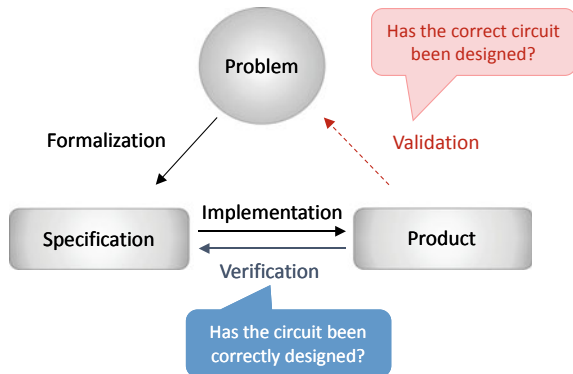 Has the correct circuit
been designed?
Problem
Formalization
Validation
Implementation
Specification
Product
Verification
Has the circuit been
correctly designed?